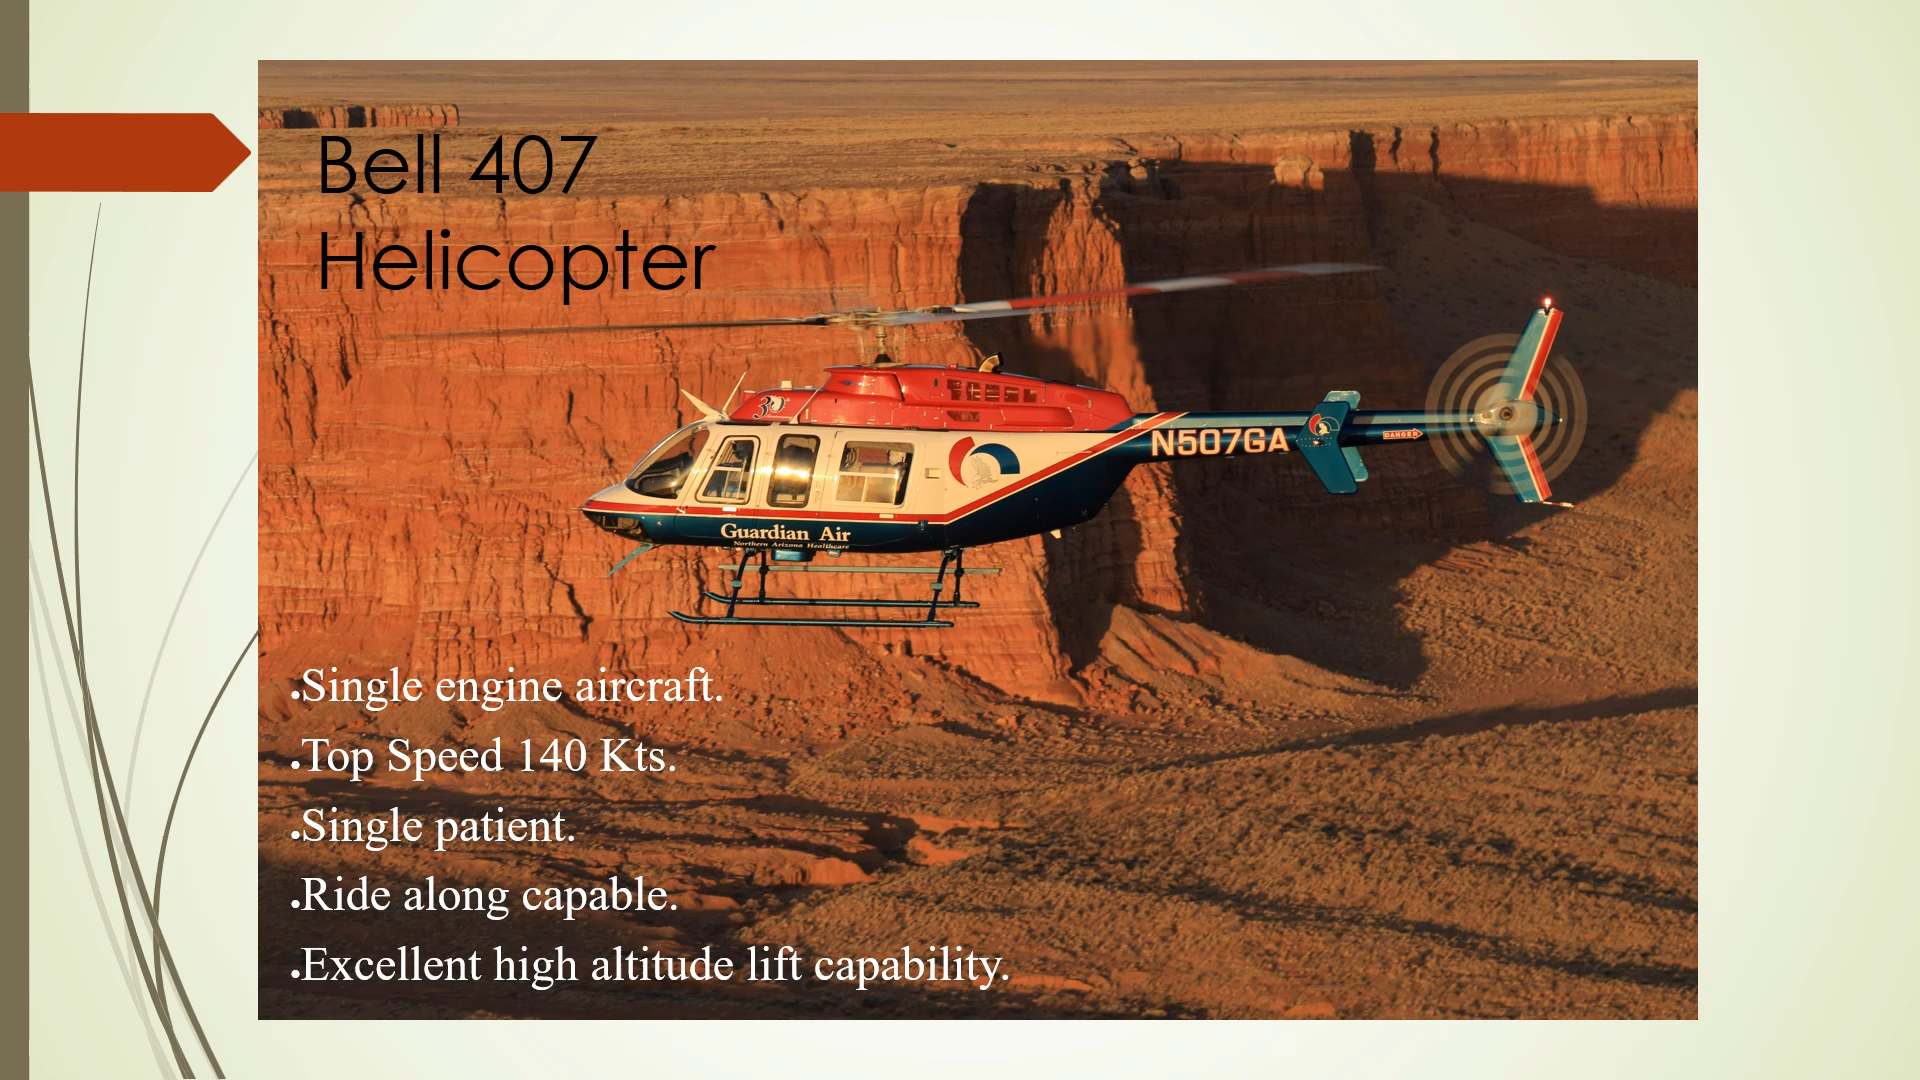 Bell 407
Helicopter
30
N507GA
DANGER
Guardian Air
Northern Arizona Healthcare
•Single engine aircraft.
•Top Speed 140 Kts.
•Single patient.
•Ride along capable.
•Excellent high altitude lift capability.